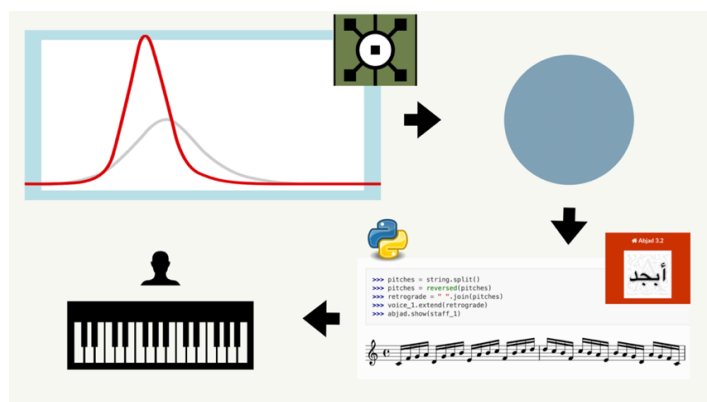 Abjad 3.2
أبجد
>>> pitches = string.split()
>>> pitches = reversed(pitches)
>>> retrograde = " ".join(pitches)
>>> voice_1.extend(retrograde)
>>> abjad.show(staff_1)